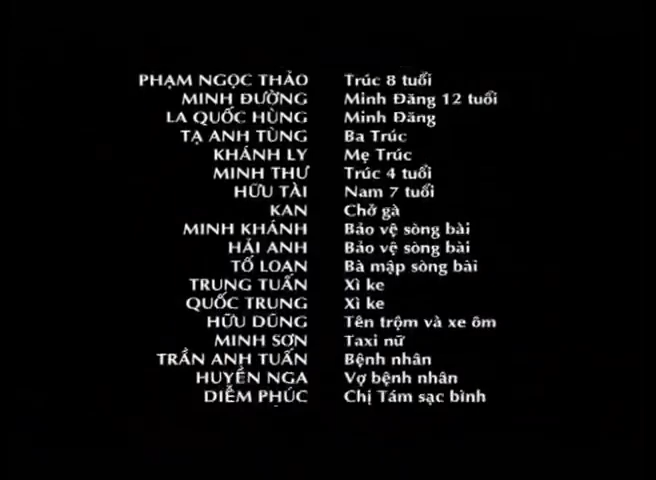 PHẠM NGỌC THẢO Trúc 8 tuổi
MINH ĐƯỜNG Minh Đăng 12 tuổi
LA QUỐC HÙNG Minh Đăng
TẠ ANH TÙNG Ba Trúc
KHÁNH LY Mẹ Trúc
MINH THƯ Trúc 4 tuổi
HỮU TÀI Nam 7 tuổi
KAN Chở gà
MINH KHÁNH Bảo vệ sòng bài
HẢI ANH Bảo vệ sòng bài
TỐ LOAN Bà mập sòng bài
TRUNG TUẤN Xì ke
QUỐC TRUNG Xì ke
HỮU DŨNG Tên trộm và xe ôm
MINH SƠN Taxi nữ
TRẦN ANH TUẤN Bệnh nhân
HUYỀN NGA Vợ bệnh nhân
DIỄM PHÚC Chị Tám sạc bình